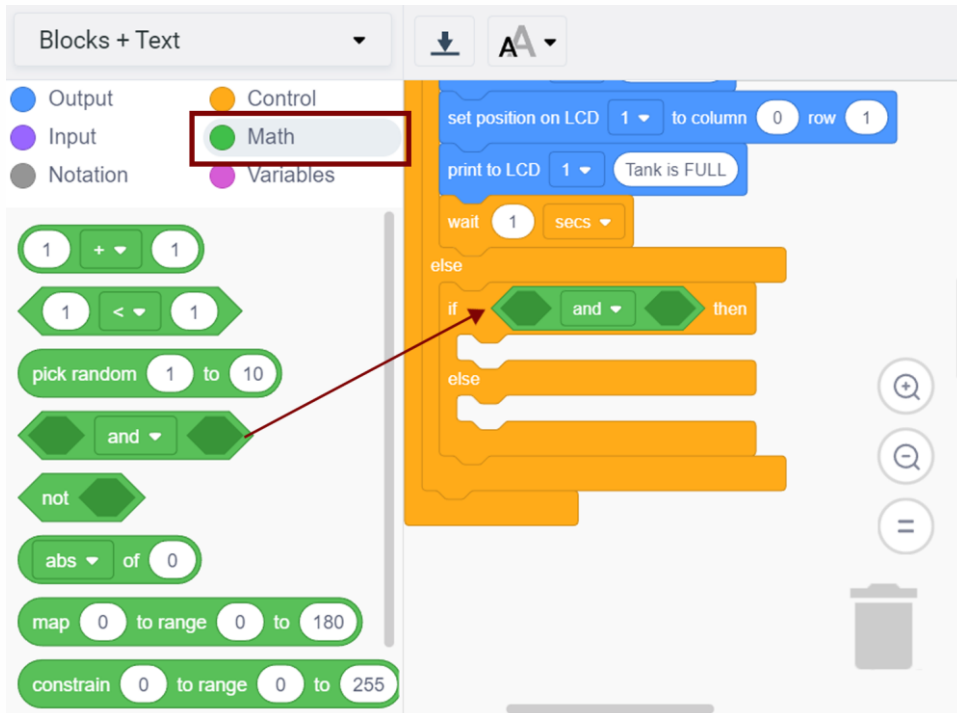 Blocks + Text
AA
Output
Control
Input
Math
Notation
Variables
1 + 1
1 < 1
pick random 1 to 10
and
not
abs of 0
map 0 to range 0 to 180
constrain 0 to range 0 to 255
set position on LCD 1 to column 0 row 1
print to LCD 1 Tank is FULL
wait 1 secs
else
if and then
else
=